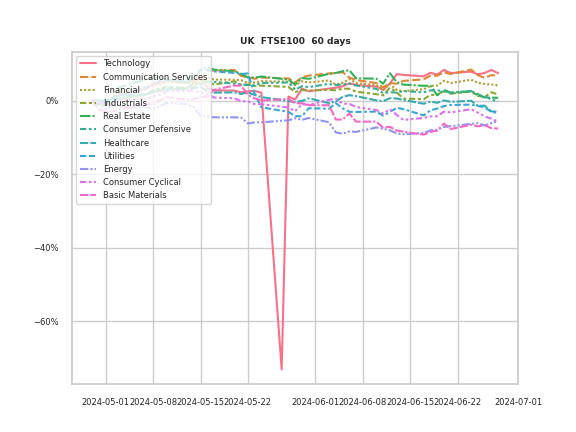 UK  FTSE100  60 days
Technology
Communication Services
Financial
Industrials
Real Estate
Consumer Defensive
Healthcare
Utilities
Energy
Consumer Cyclical
Basic Materials
0%
−20%
−40%
−60%
2024-05-01 2024-05-08 2024-05-15 2024-05-22 2024-06-01 2024-06-08 2024-06-15 2024-06-22 2024-07-01